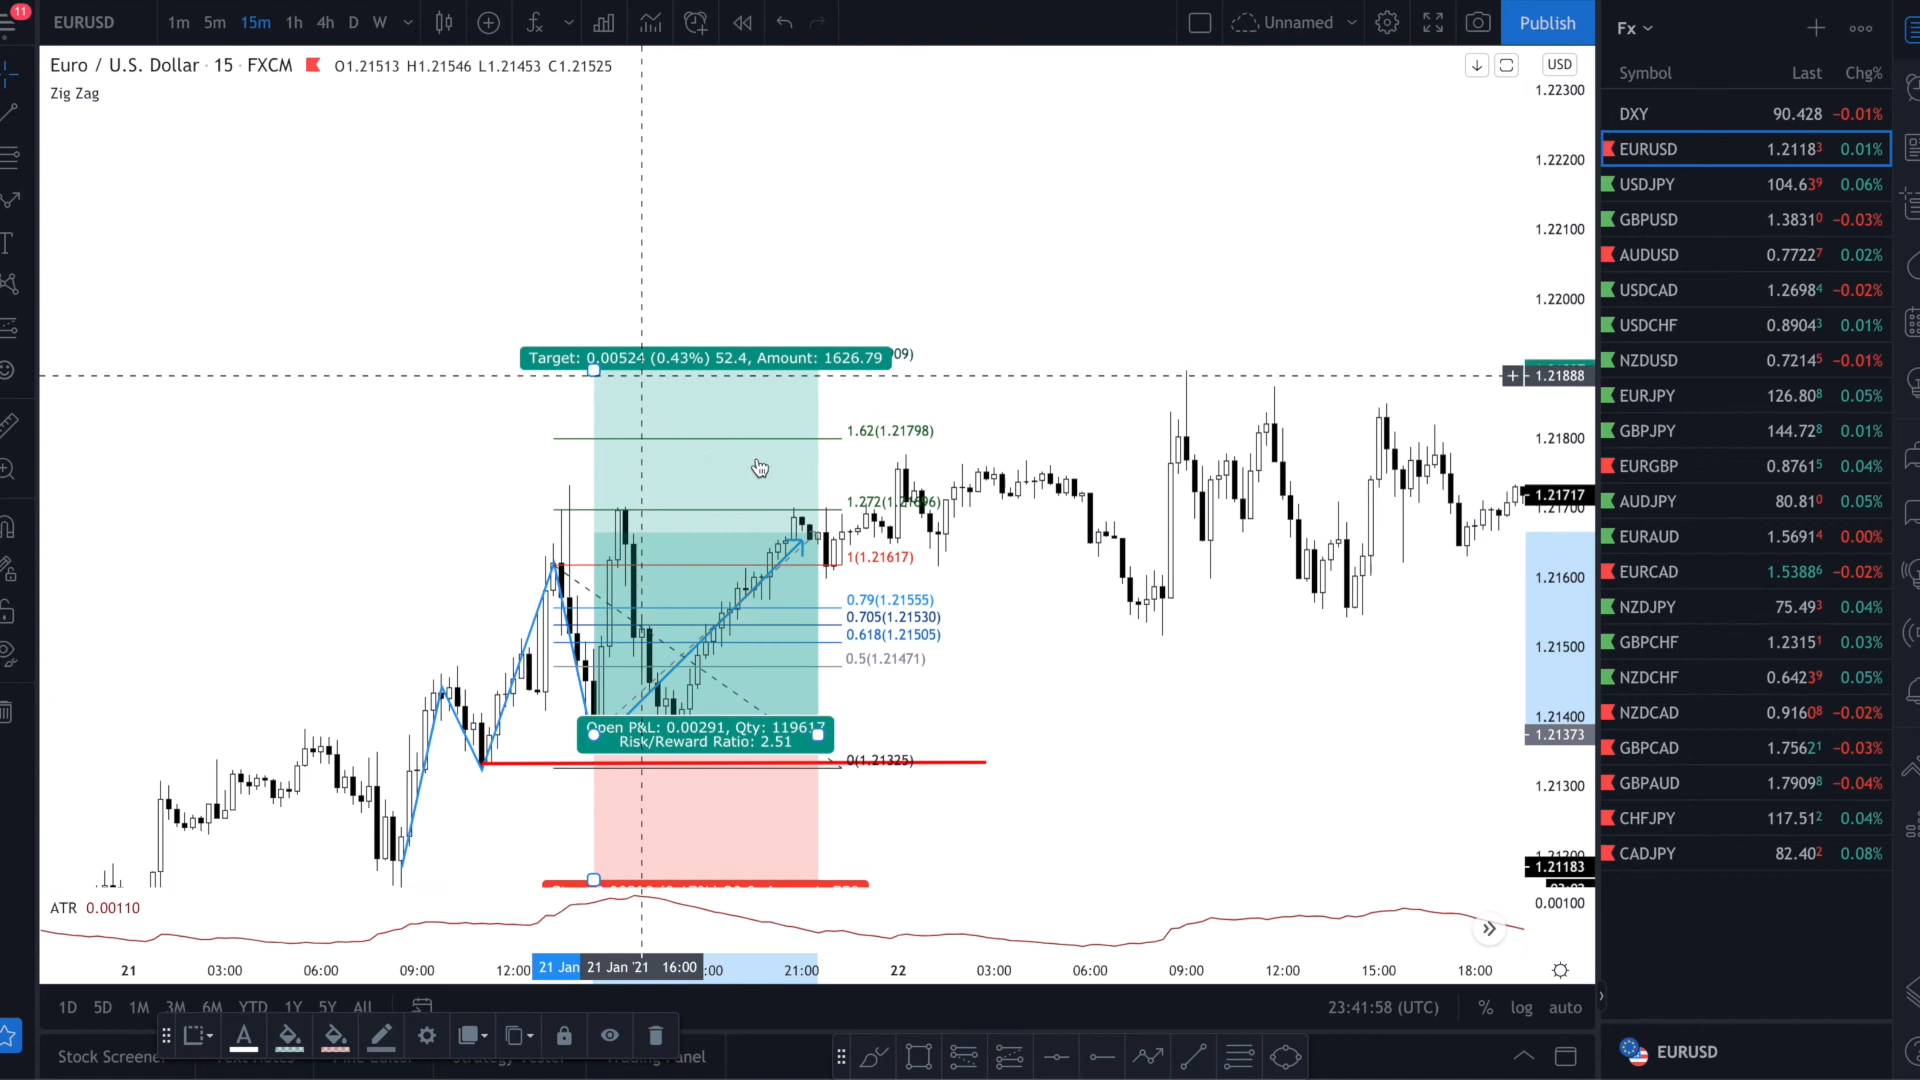 11
EURUSD 1m 5m 15m 1h 4h D W Unnamed Publish
Euro / U.S. Dollar · 15 · FXCM O1.21513 H1.21546 L1.21453 C1.21525
Zig Zag
USD
1.22300
1.22200
1.22100
1.22000
Target: 0.00524 (0.43%) 52.4, Amount: 1626.79
09)
1.21888
1.62(1.21798)
1.21800
1.21717
1.21700
1(1.21617)
0.79(1.21555)
0.705(1.21530)
0.618(1.21505)
0.5(1.21471)
1.21600
1.21500
1.21400
Open P&L: 0.00291, Qty: 119617
Risk/Reward Ratio: 2.51
1.21373
0(1.21325)
1.21300
1.21183
0.00100
ATR 0.00110
21 03:00 06:00 09:00 12:00 21 Jan 21 Jan '21 16:00 :00 21:00 22 03:00 06:00 09:00 12:00 15:00 18:00
1D 5D 1M 3M 6M YTD 1Y 5Y All 23:41:58 (UTC) % log auto
Stock Screener Trading Panel
Fx
Symbol Last Chg%
DXY 90.428 −0.01%
EURUSD 1.21183 0.01%
USDJPY 104.639 0.06%
GBPUSD 1.38310 −0.03%
AUDUSD 0.77227 0.02%
USDCAD 1.26984 −0.02%
USDCHF 0.89043 0.01%
NZDUSD 0.72145 −0.01%
EURJPY 126.808 0.05%
GBPJPY 144.728 0.01%
EURGBP 0.87615 0.04%
AUDJPY 80.810 0.05%
EURAUD 1.56914 0.00%
EURCAD 1.53886 −0.02%
NZDJPY 75.493 0.04%
GBPCHF 1.23151 0.03%
NZDCHF 0.64239 0.05%
NZDCAD 0.91608 −0.02%
GBPCAD 1.75621 −0.03%
GBPAUD 1.79098 −0.04%
CHFJPY 117.512 0.04%
CADJPY 82.402 0.08%
EURUSD